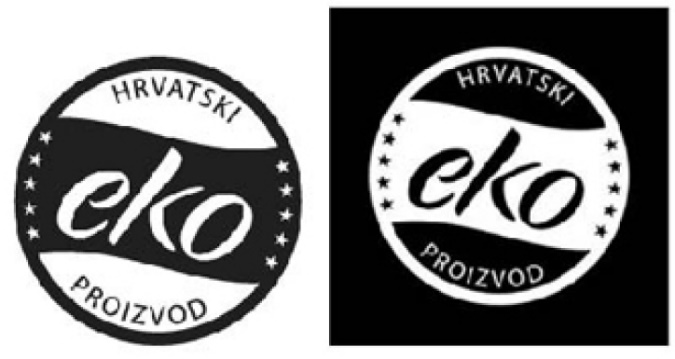 HRVATSKI
eko
PROIZVOD
HRVATSKI
eko
PROIZVOD